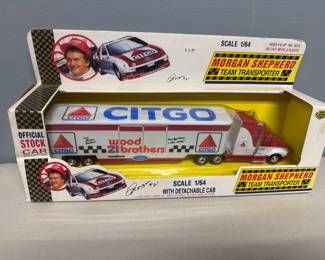 SCALE 1/64
MORGAN SHEPHERD
TEAM TRANSPORTER
CITGO
OFFICIAL
STOCK
CAR
CITGO
wood
21 brothers
CITGO
SCALE 1/64
WITH DETACHABLE CAB
MORGAN SHEPHERD
TEAM TRANSPORTER